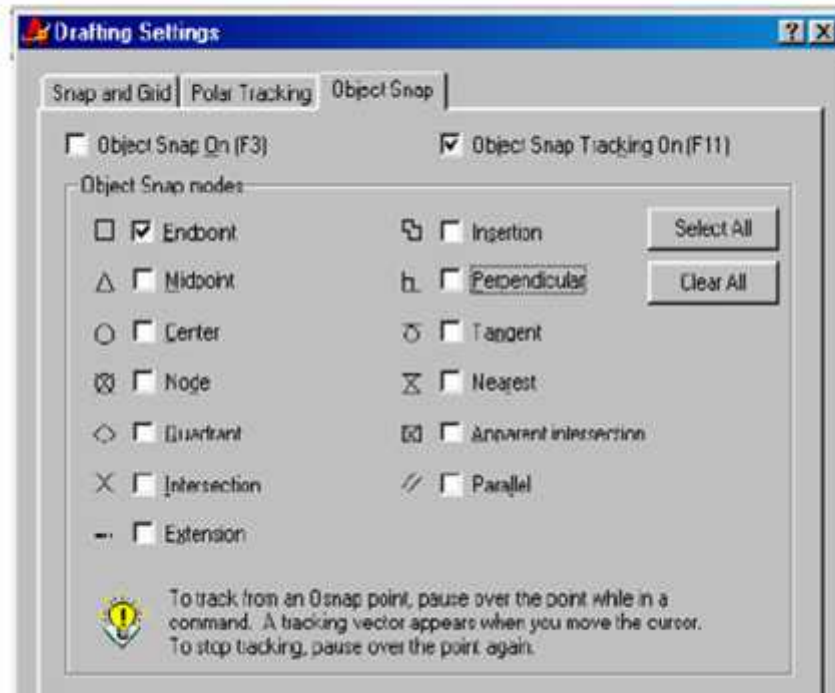 Drafting Settings
Snap and Grid Polar Tracking Object Snap
Object Snap On (F3) Object Snap Tracking On (F11)
Object Snap modes
Endpoint Insertion Select All
Midpoint Perpendicular Clear All
Center Tangent
Node Nearest
Quadrant Apparent intersection
Intersection Parallel
Extension
To track from an Osnap point, pause over the point while in a
command. A tracking vector appears when you move the cursor.
To stop tracking, pause over the point again.